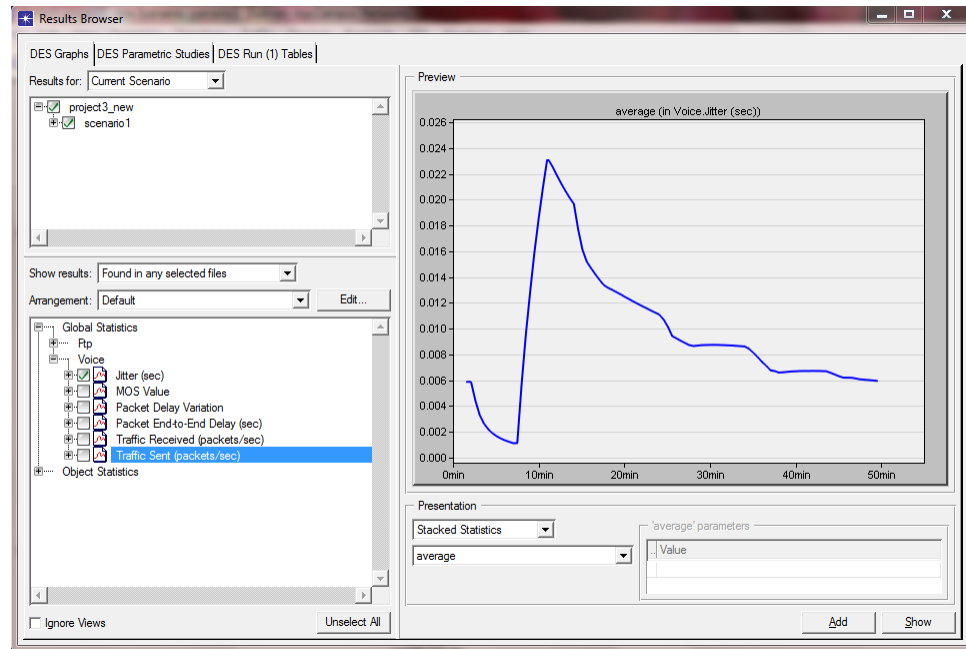 Results Browser
DES Graphs DES Parametric Studies DES Run (1) Tables
Results for: Current Scenario
project3_new
scenario1
Show results: Found in any selected files
Arrangement: Default Edit...
Global Statistics
Ftp
Voice
Jitter (sec)
MOS Value
Packet Delay Variation
Packet End-to-End Delay (sec)
Traffic Received (packets/sec)
Traffic Sent (packets/sec)
Object Statistics
Ignore Views Unselect All
Preview
average (in Voice.Jitter (sec))
0.026
0.024
0.022
0.020
0.018
0.016
0.014
0.012
0.010
0.008
0.006
0.004
0.002
0.000
0min 10min 20min 30min 40min 50min
Presentation
Stacked Statistics
average
'average' parameters
.. Value
Add Show